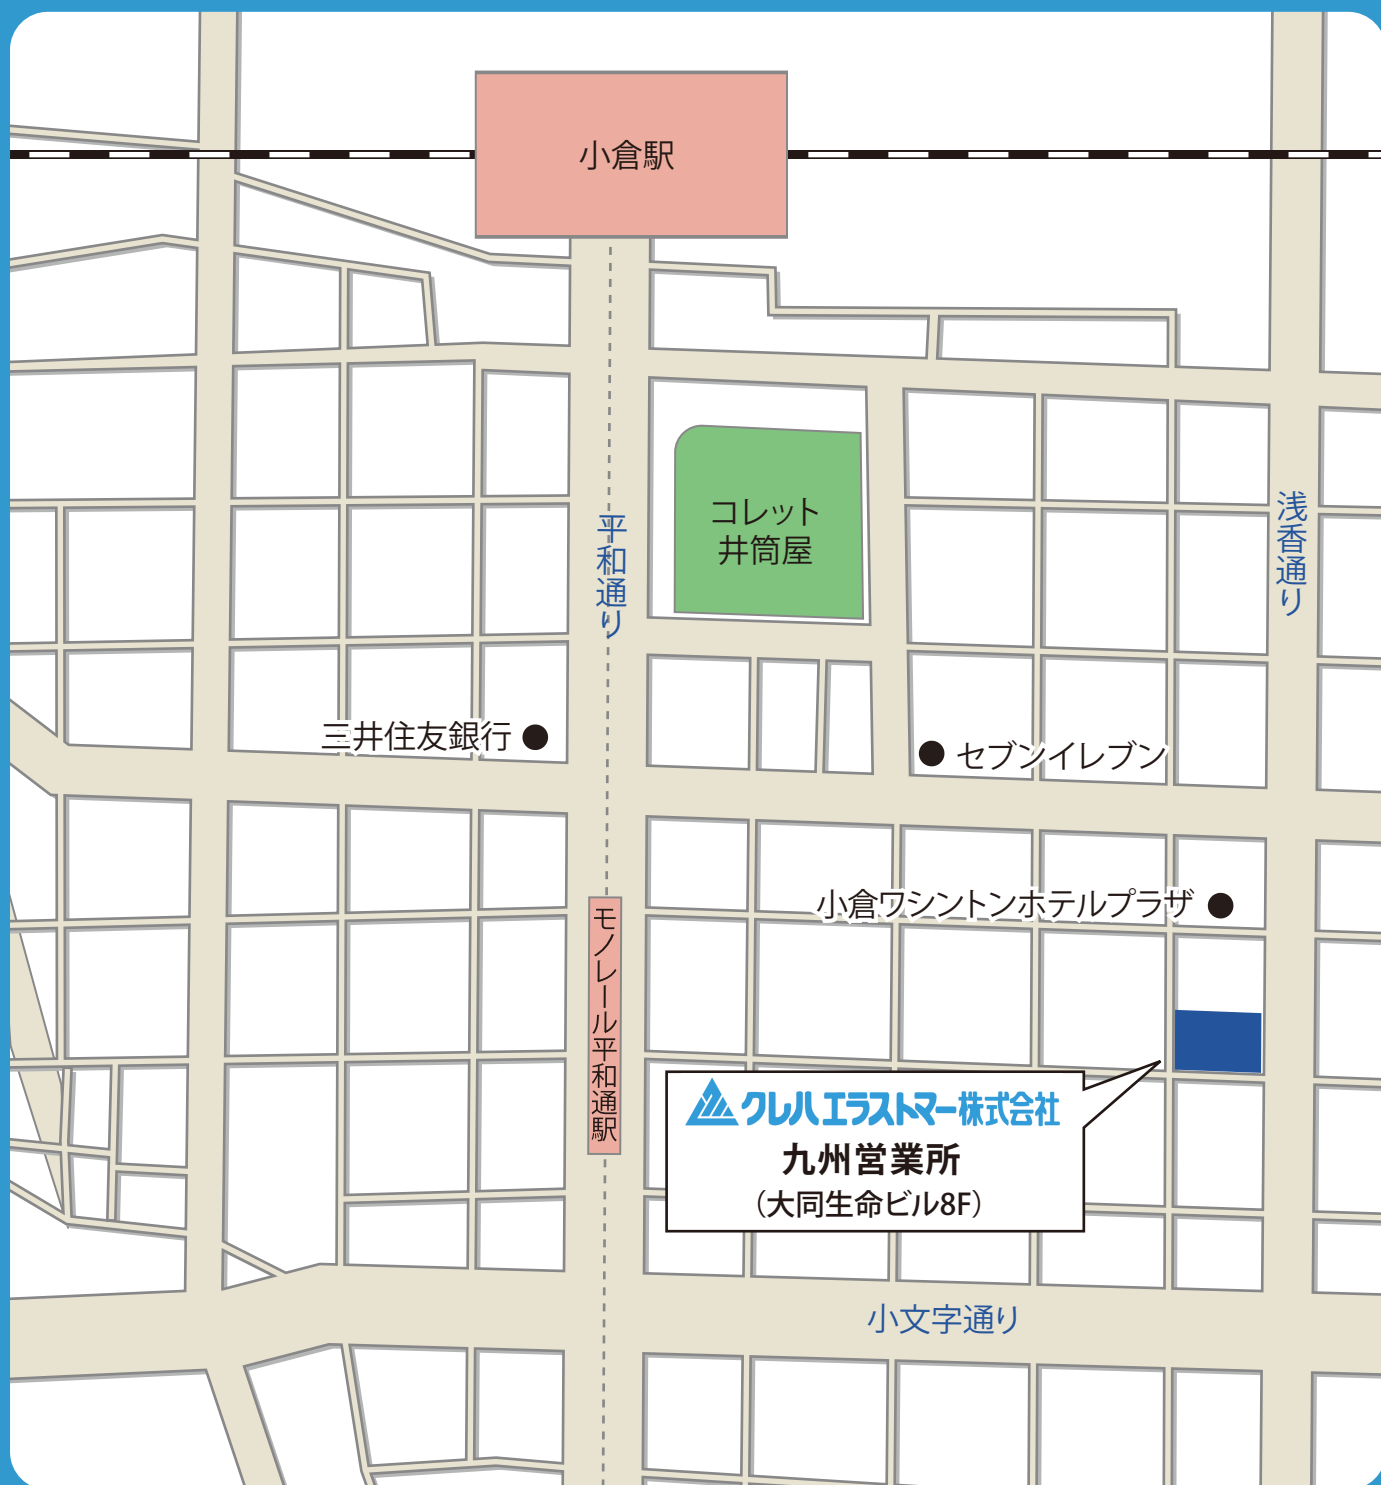 小倉駅
コレット
井筒屋
平和通り
浅香通り
三井住友銀行
セブンイレブン
小倉ワシントンホテルプラザ
モノレール平和通駅
クレハエラストマー株式会社
九州営業所
（大同生命ビル8F）
小文字通り